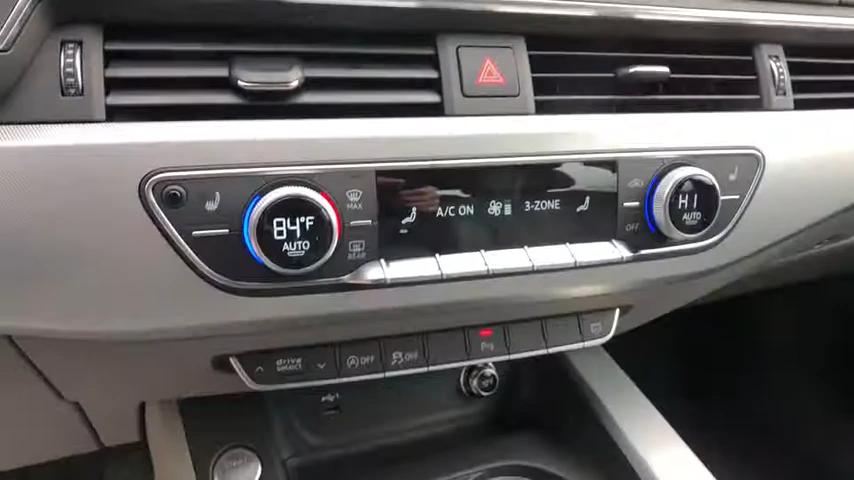 MAX
84°F
AUTO
REAR
A/C ON
3-ZONE
HI
AUTO
OFF
drive
select
OFF
OFF